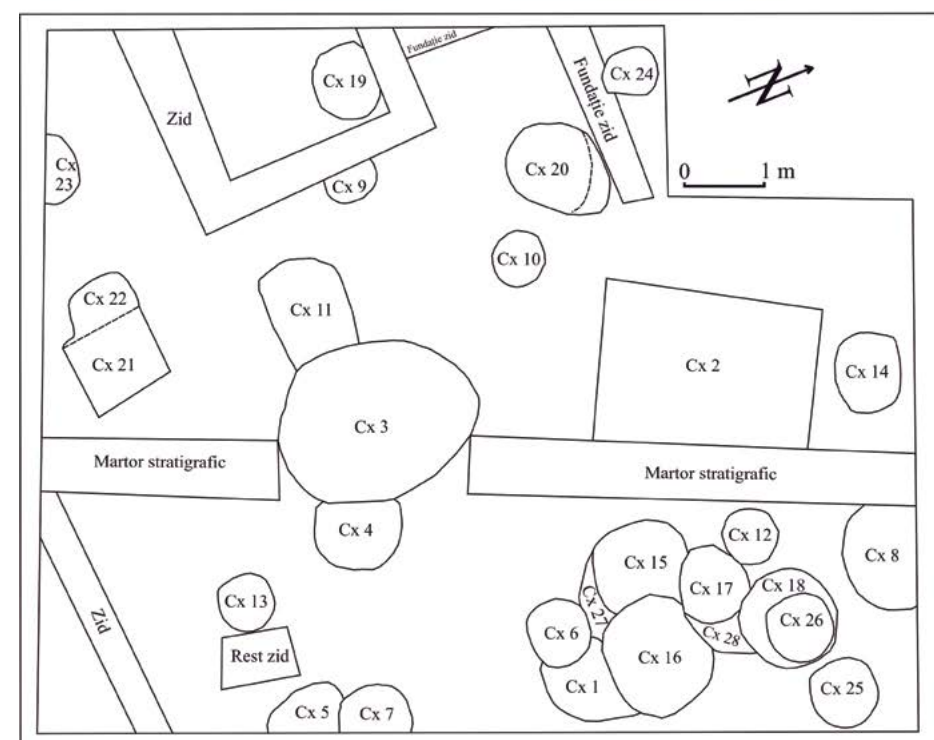 Fundație zid
Cx 19
Fundație zid
Cx 24
N
Zid
Cx
23
Cx 9
Cx 20
0 1 m
Cx 10
Cx 22
Cx 11
Cx 21
Cx 2
Cx 14
Cx 3
Martor stratigrafic
Martor stratigrafic
Cx 4
Cx 12
Cx 8
Cx 15
Cx 17
Cx 18
Cx 13
Cx 27
Cx 26
Zid
Cx 6
Cx 28
Rest zid
Cx 16
Cx 1
Cx 25
Cx 5
Cx 7